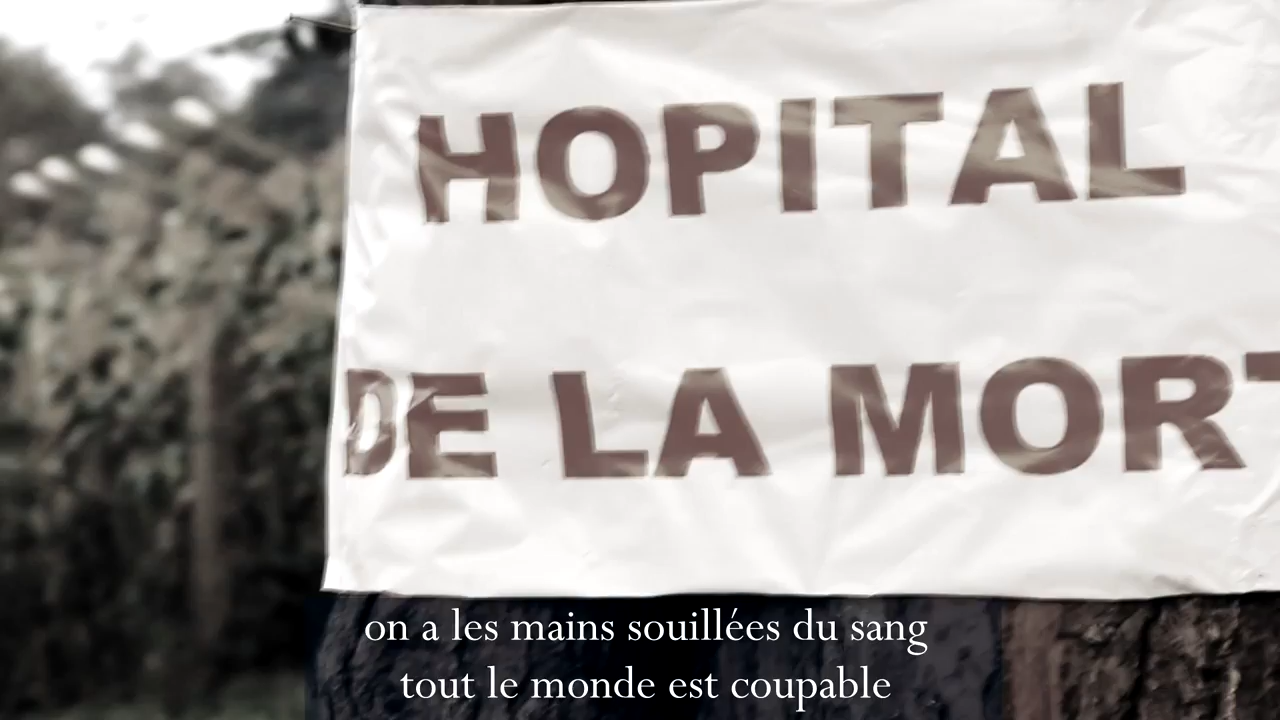 HOPITAL
DE LA MORT
on a les mains souillées du sang
tout le monde est coupable